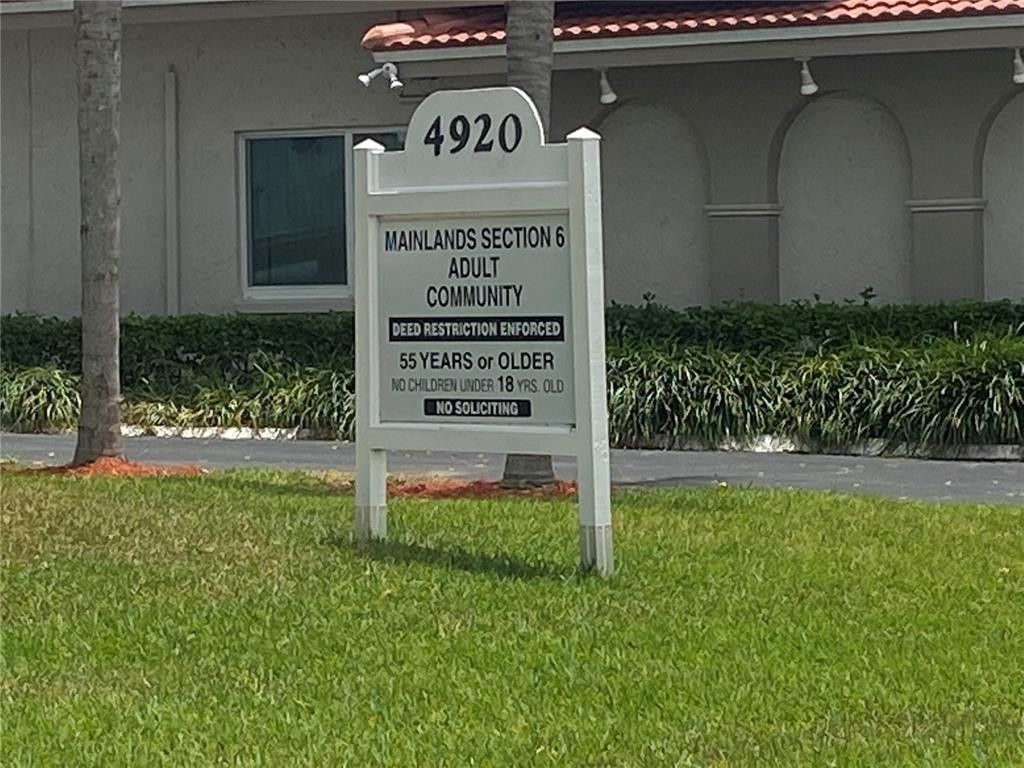 4920
MAINLANDS SECTION 6
ADULT
COMMUNITY
DEED RESTRICTION ENFORCED
55 YEARS or OLDER
NO CHILDREN UNDER 18 YRS. OLD
NO SOLICITING